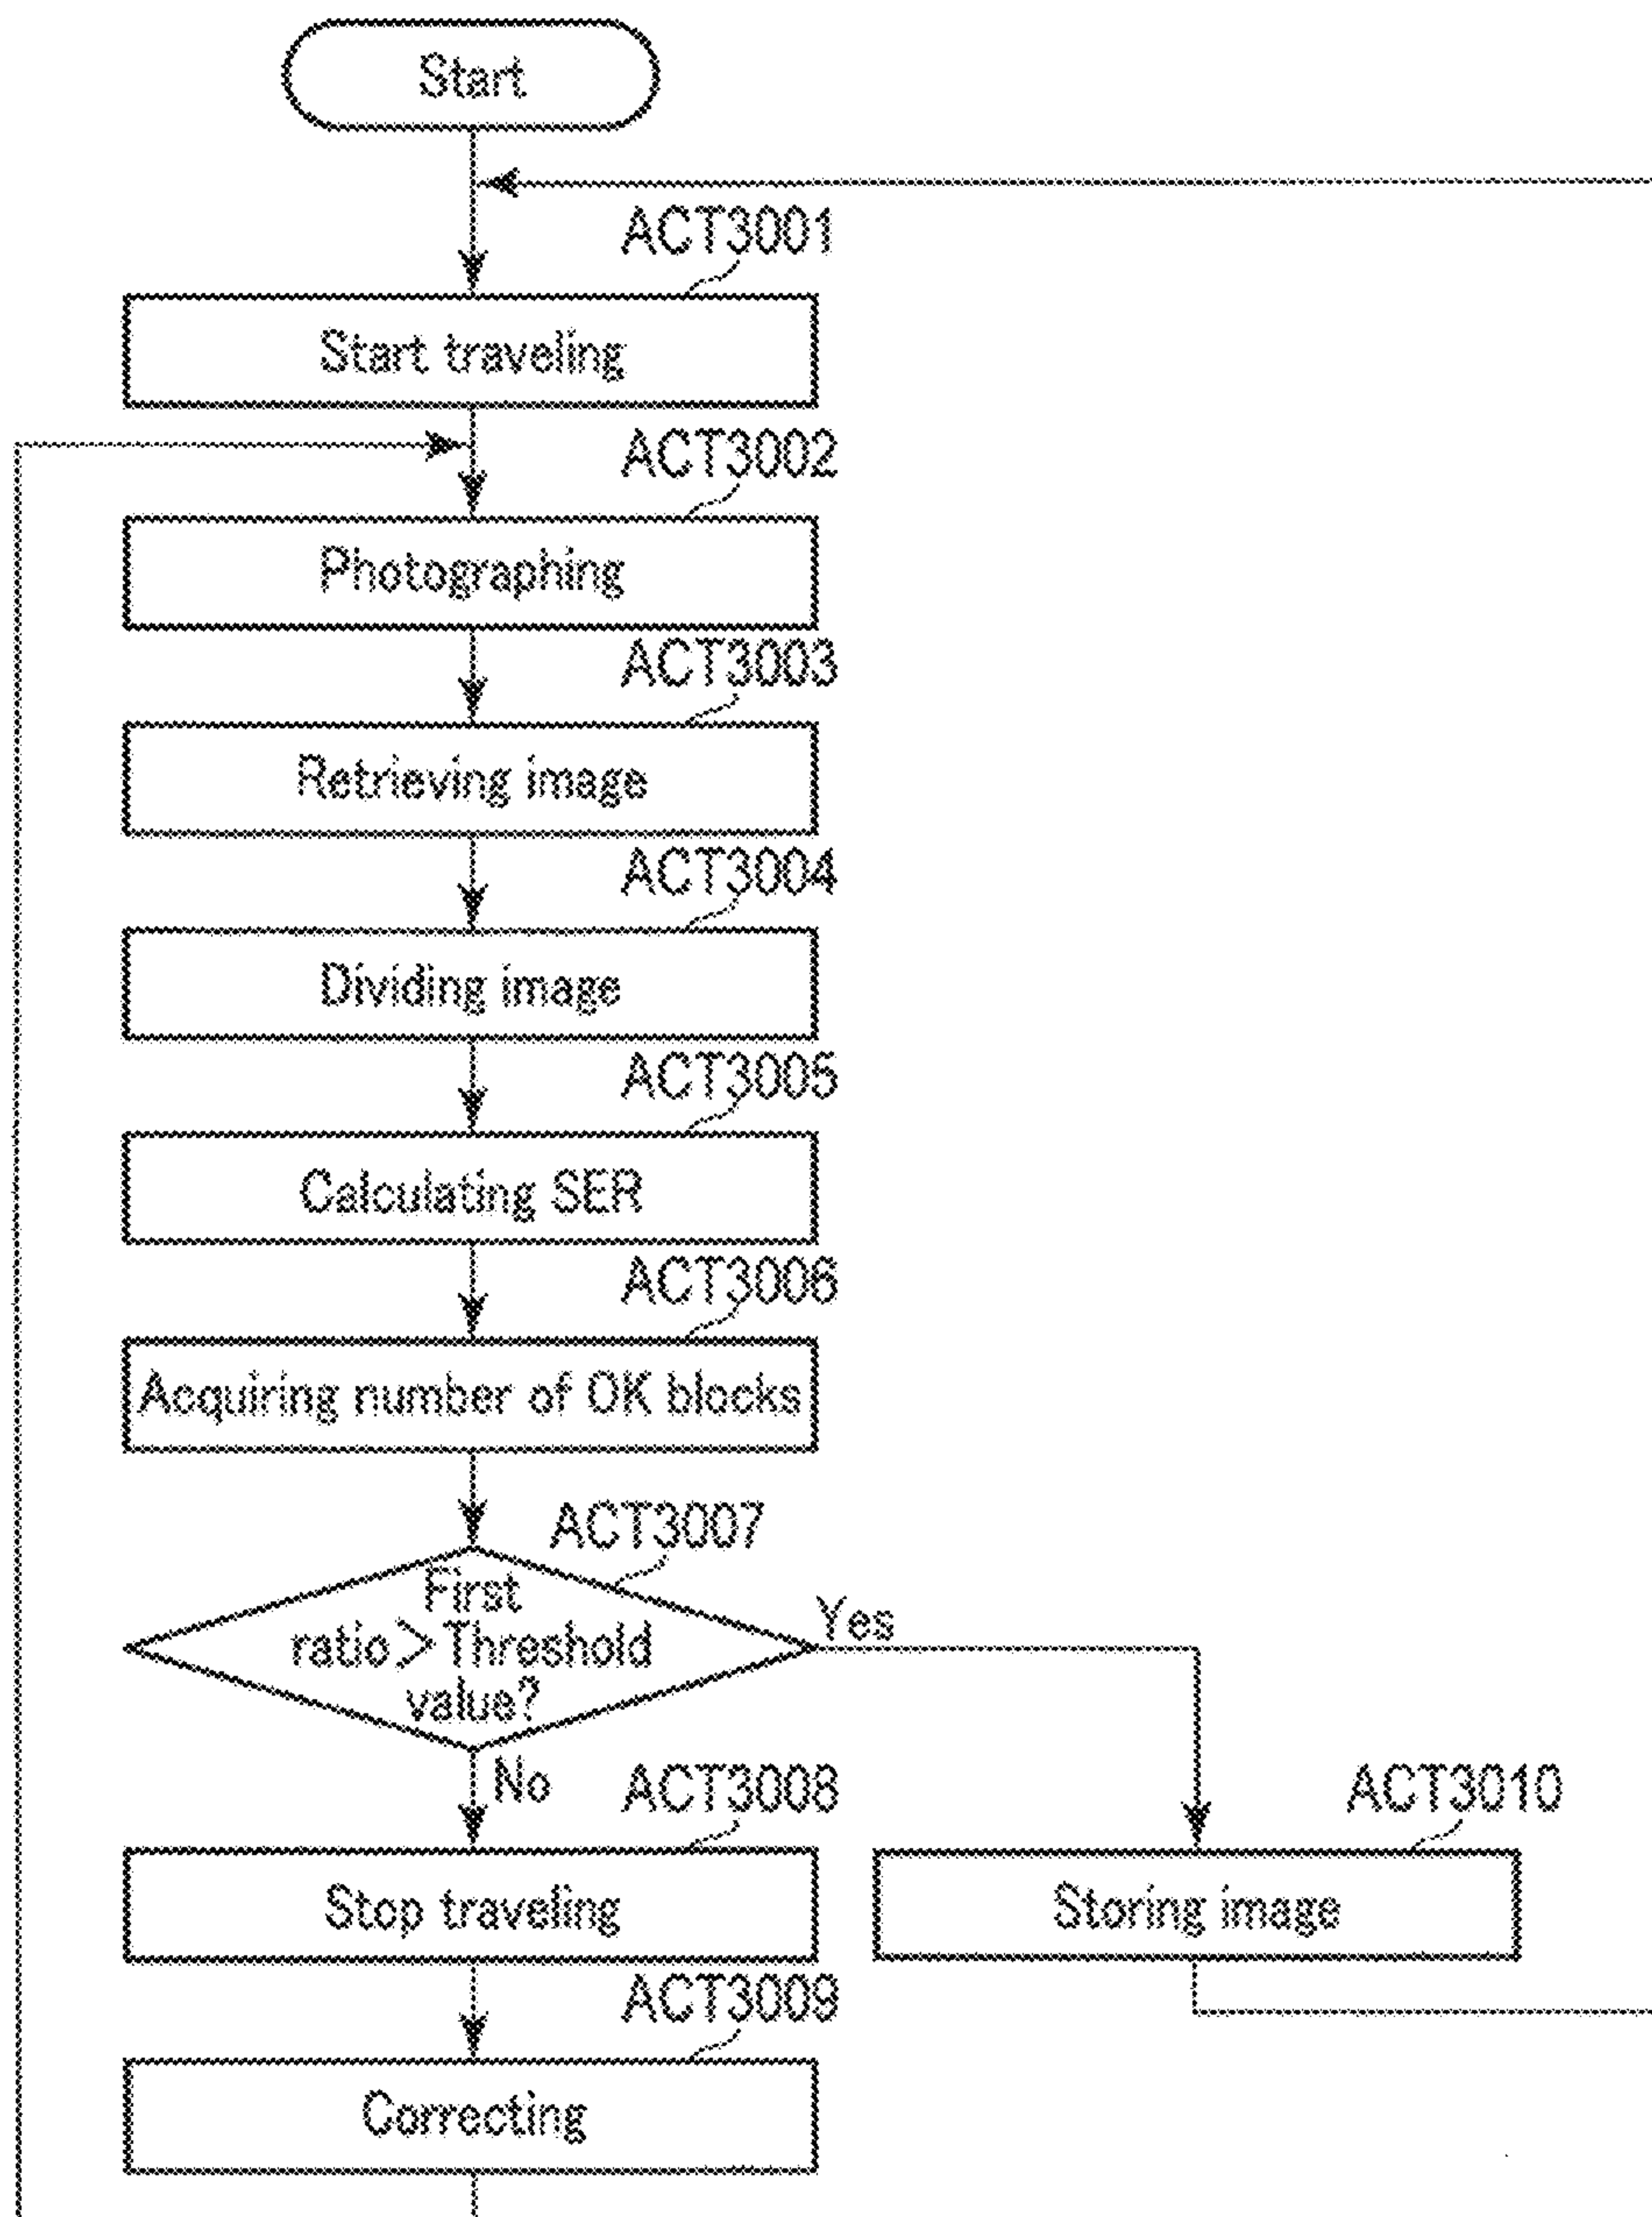 Start
ACT3001
Start traveling
ACT3002
Photographing
ACT3003
Retrieving image
ACT3004
Dividing image
ACT3005
Calculating SER
ACT3006
Acquiring number of OK blocks
ACT3007
First
ratio＞Threshold
value?
Yes
No
ACT3008
Stop traveling
ACT3010
Storing image
ACT3009
Correcting